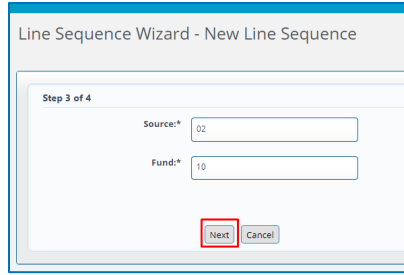 Line Sequence Wizard - New Line Sequence
Step 3 of 4
Source:* 02
Fund:* 10
Next Cancel